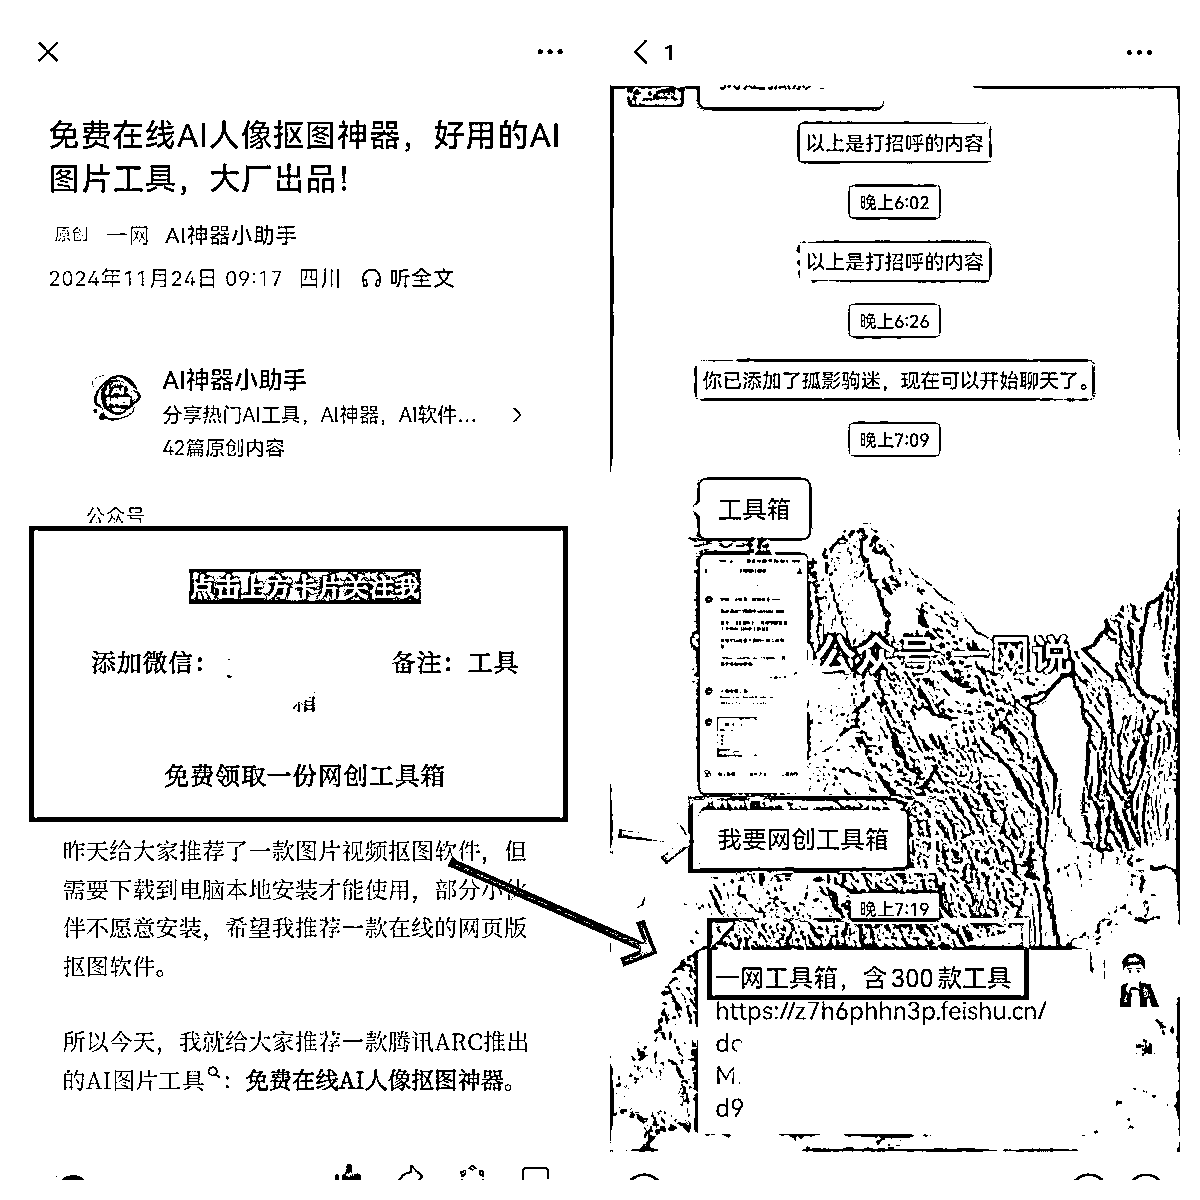 免费在线AI人像抠图神器，好用的AI
图片工具，大厂出品！
原创 一网 AI神器小助手
2024年11月24日 09:17 四川 听全文
AI神器小助手
分享热门AI工具，AI神器，AI软件...
42篇原创内容
公众号
点击上方卡片关注我
添加微信： 备注：工具
箱
免费领取一份网创工具箱
昨天给大家推荐了一款图片视频抠图软件，但
需要下载到电脑本地安装才能使用，部分小伙
伴不愿意安装，希望我推荐一款在线的网页版
抠图软件。
所以今天，我就给大家推荐一款腾讯ARC推出
的AI图片工具：免费在线AI人像抠图神器。
1
以上是打招呼的内容
晚上6:02
以上是打招呼的内容
晚上6:26
你已添加了孤影驹迷，现在可以开始聊天了。
晚上7:09
工具箱
公众号 一网说
我要网创工具箱
晚上7:19
一网工具箱，含 300 款工具
https://z7h6phhn3p.feishu.cn/
dc
M
d9